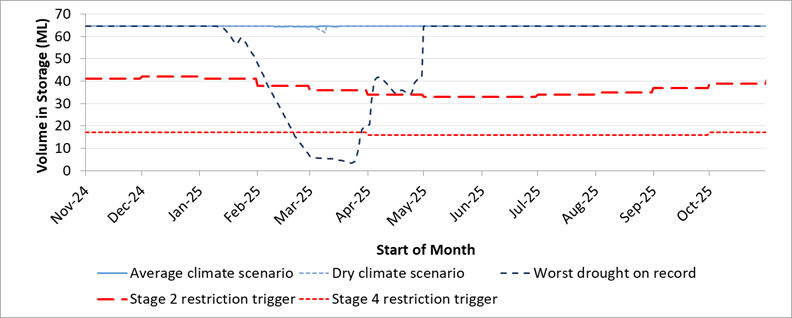 Volume in Storage (ML)
70
60
50
40
30
20
10
0
Nov-24
Dec-24
Jan-25
Feb-25
Mar-25
Apr-25
May-25
Jun-25
Jul-25
Aug-25
Sep-25
Oct-25
Start of Month
Average climate scenario
Dry climate scenario
Worst drought on record
Stage 2 restriction trigger
Stage 4 restriction trigger